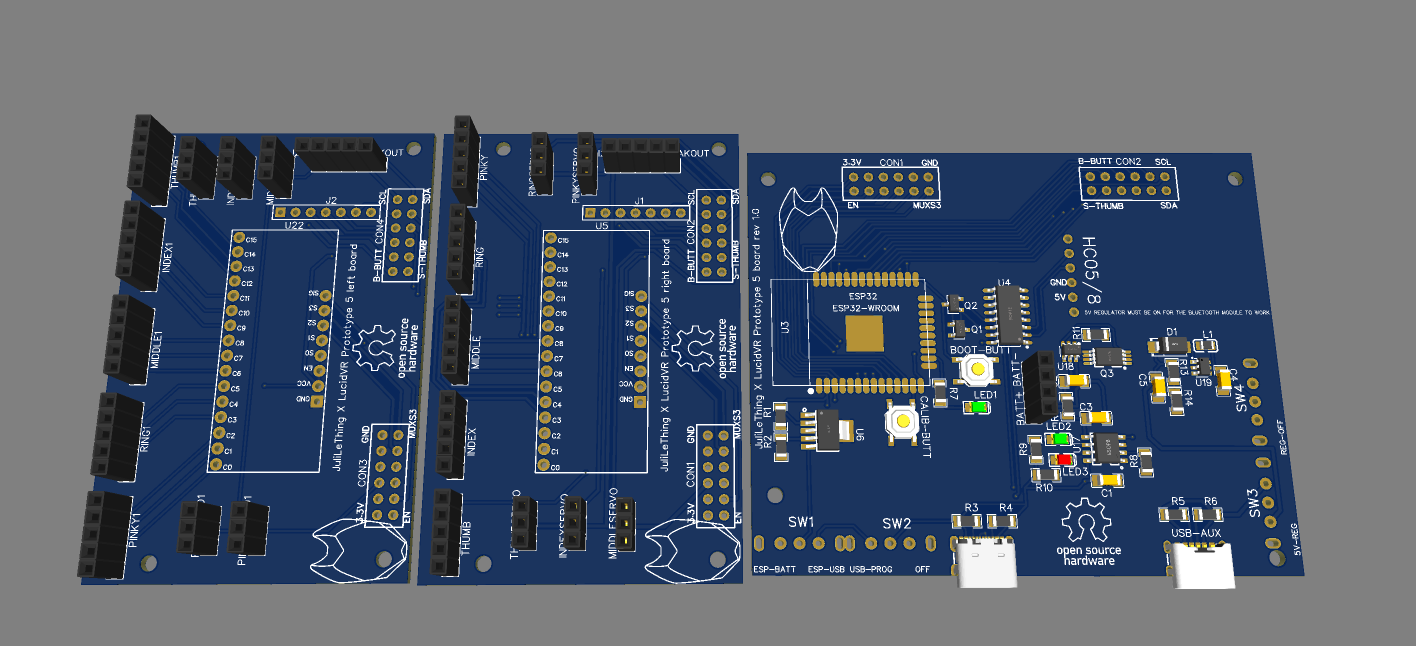 THUMB1
INDEX1
MIDDLE1
RING1
PINKY1
J2
U22
C15
C14
C13
C12
C11
C10
C9
C8
C7
C6
C5
C4
C3
C2
C1
C0
SIG
S3
S2
S1
S0
EN
VCC
GND
SCL
SDA
B-BUTT CON4
S-THUMB
JuliLeThing X LucidVR Prototype 5 left board
open source
hardware
GND
MUXS3
CON3
3.3V
PINKY
RING
MIDDLE
INDEX
THUMB
PINKYSERVO
INDEXSERVO
MIDDLESERVO
J1
U5
C15
C14
C13
C12
C11
C10
C9
C8
C7
C6
C5
C4
C3
C2
C1
C0
SIG
S3
S2
S1
S0
EN
VCC
GND
SCL
SDA
B-BUTT CON2
S-THUMB
JuliLeThing X LucidVR Prototype 5 right board
open source
hardware
GND
MUXS3
CON1
3.3V
EN
JuliLeThing X LucidVR Prototype 5 board rev 1.0
3.3V CON1 GND
EN MUXS3
B-BUTT CON2 SCL
S-THUMB SDA
HC05/8
GND
5V
5V REGULATOR MUST BE ON FOR THE BLUETOOTH MODULE TO WORK
U3
ESP32
ESP32-WROOM
Q2
Q1
U4
BOOT-BUTT
LED1
R7
CALIB-BUTT
R1
R2
U6
BATT+ BATT-
R11
U18
Q3
C3
LED2
LED3
R9
R10
R8
C1
D1
L1
R13
R14
C5
U19
C4
SW4
REG-OFF
SW3
5V-REG
SW1
SW2
ESP-BATT ESP-USB USB-PROG OFF
R3 R4
open source
hardware
R5 R6
USB-AUX